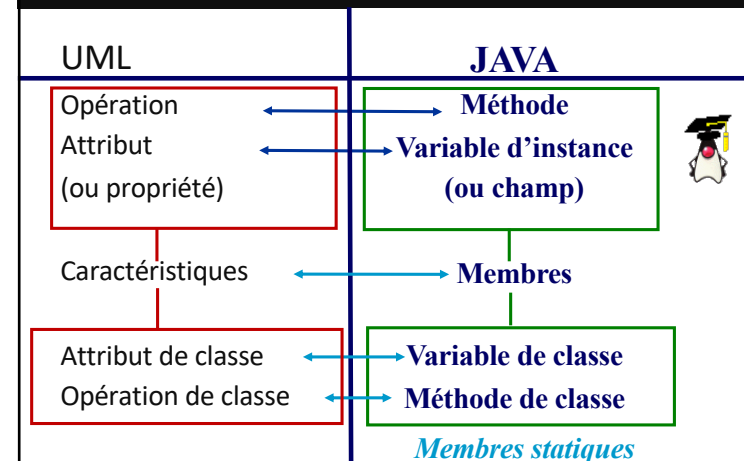 UML JAVA
Opération Méthode
Attribut Variable d'instance
(ou propriété) (ou champ)
Caractéristiques Membres
Attribut de classe Variable de classe
Opération de classe Méthode de classe
Membres statiques